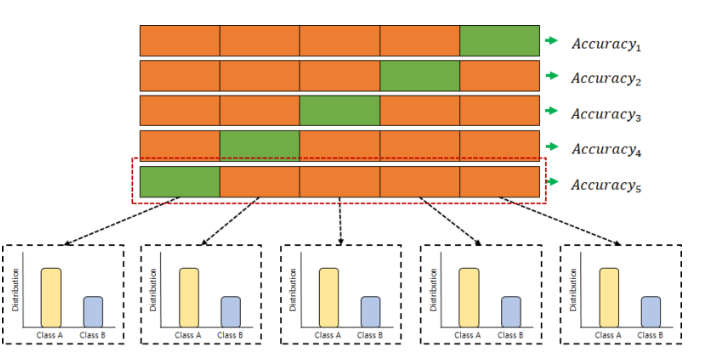 Accuracy₁
Accuracy₂
Accuracy₃
Accuracy₄
Accuracy₅
Distribution
Class A Class B
Distribution
Class A Class B
Distribution
Class A Class B
Distribution
Class A Class B
Distribution
Class A Class B